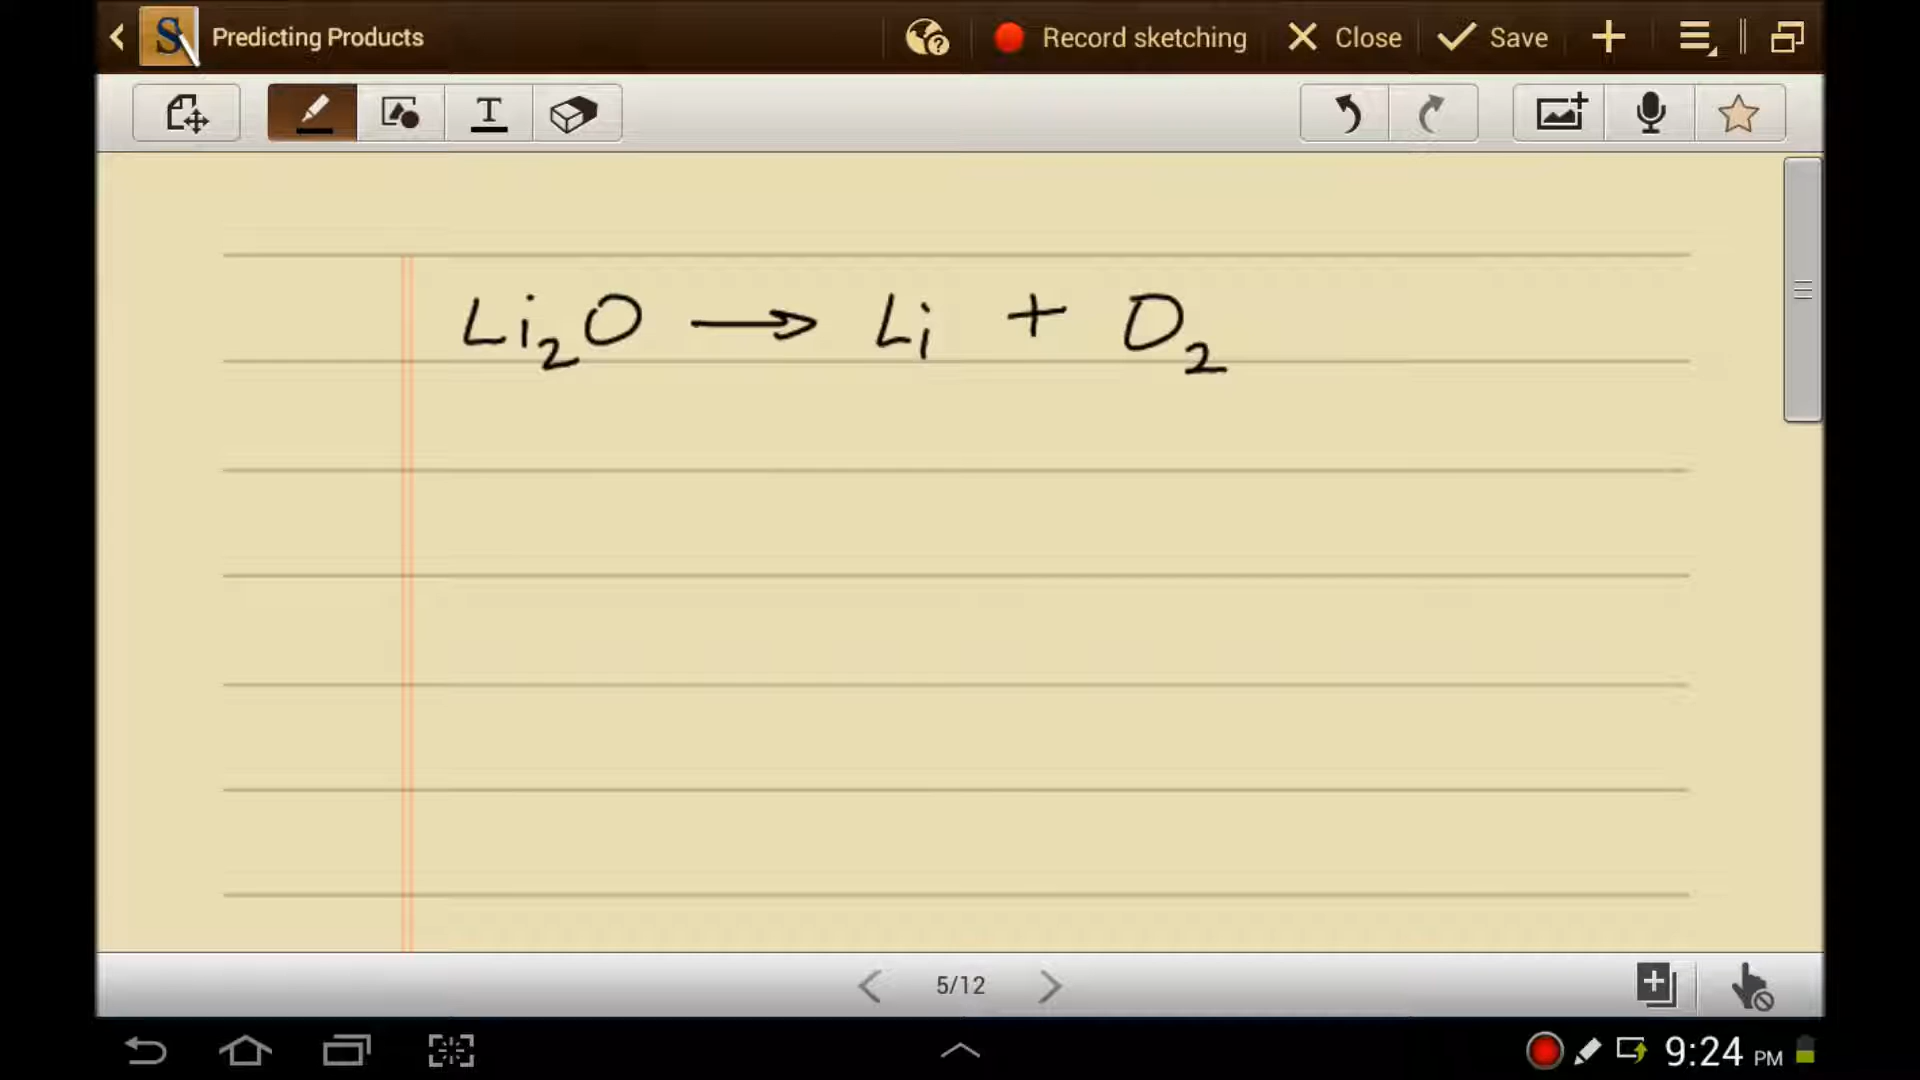 Predicting Products Record sketching Close Save
T
Li₂O → Li + O₂
5/12
9:24 PM